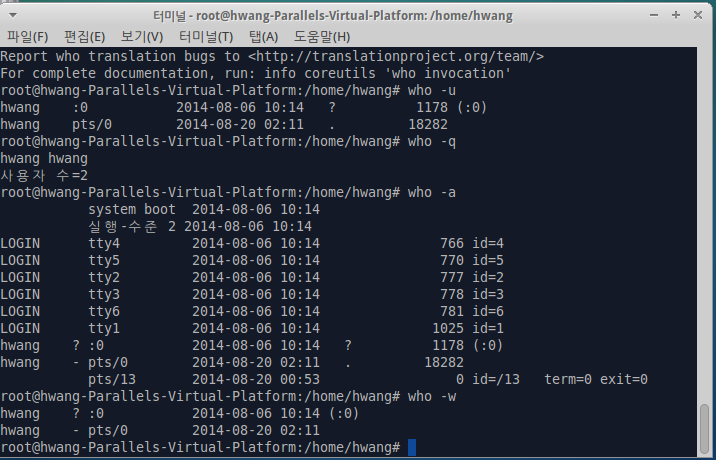 터미널 - root@hwang-Parallels-Virtual-Platform: /home/hwang
파일(F) 편집(E) 보기(V) 터미널(T) 탭(A) 도움말(H)
Report who translation bugs to <http://translationproject.org/team/>
For complete documentation, run: info coreutils 'who invocation'
root@hwang-Parallels-Virtual-Platform:/home/hwang# who -u
hwang    :0           2014-08-06 10:14   ?          1178 (:0)
hwang    pts/0        2014-08-20 02:11   .         18282
root@hwang-Parallels-Virtual-Platform:/home/hwang# who -q
hwang hwang
사용자 수=2
root@hwang-Parallels-Virtual-Platform:/home/hwang# who -a
           system boot  2014-08-06 10:14
           실행-수준 2 2014-08-06 10:14
LOGIN      tty4         2014-08-06 10:14               766 id=4
LOGIN      tty5         2014-08-06 10:14               770 id=5
LOGIN      tty2         2014-08-06 10:14               777 id=2
LOGIN      tty3         2014-08-06 10:14               778 id=3
LOGIN      tty6         2014-08-06 10:14               781 id=6
LOGIN      tty1         2014-08-06 10:14              1025 id=1
hwang    ? :0           2014-08-06 10:14   ?          1178 (:0)
hwang    - pts/0        2014-08-20 02:11   .         18282
           pts/13       2014-08-20 00:53                 0 id=/13   term=0 exit=0
root@hwang-Parallels-Virtual-Platform:/home/hwang# who -w
hwang    ? :0           2014-08-06 10:14 (:0)
hwang    - pts/0        2014-08-20 02:11
root@hwang-Parallels-Virtual-Platform:/home/hwang#